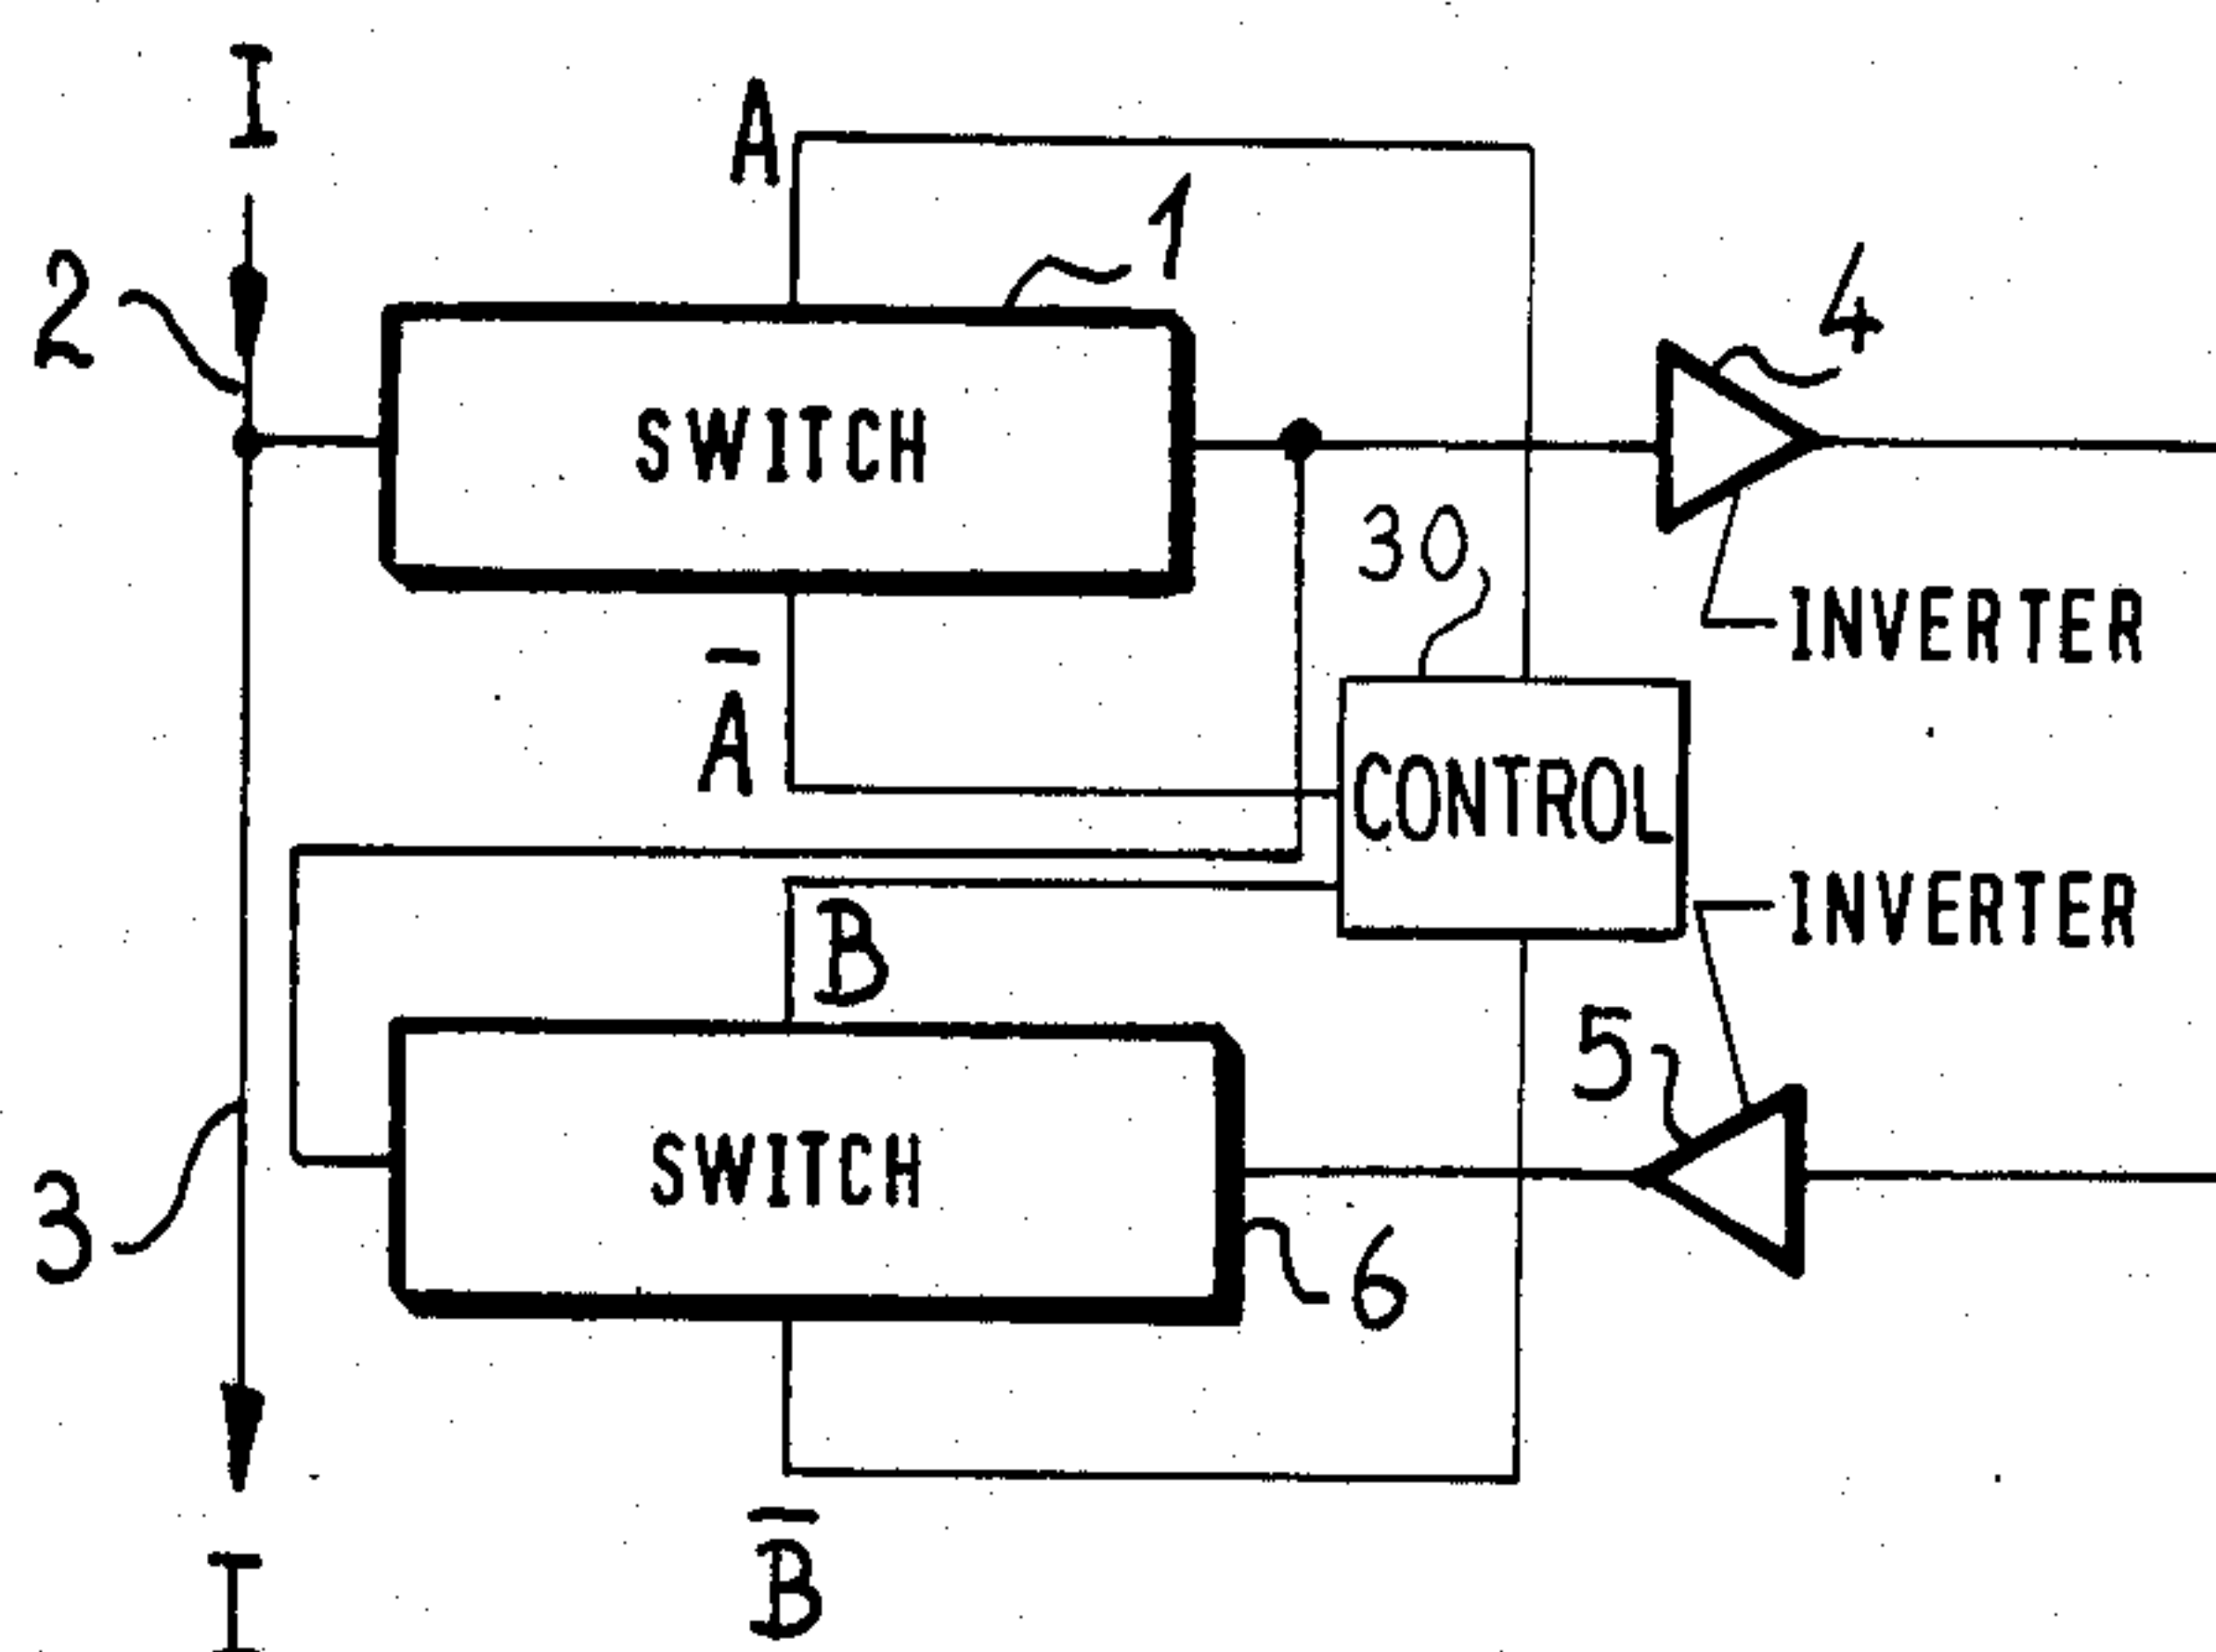 I
A
1
2
4
SWITCH
30
INVERTER
A̅
CONTROL
INVERTER
B
5
SWITCH
3
6
B̅
I